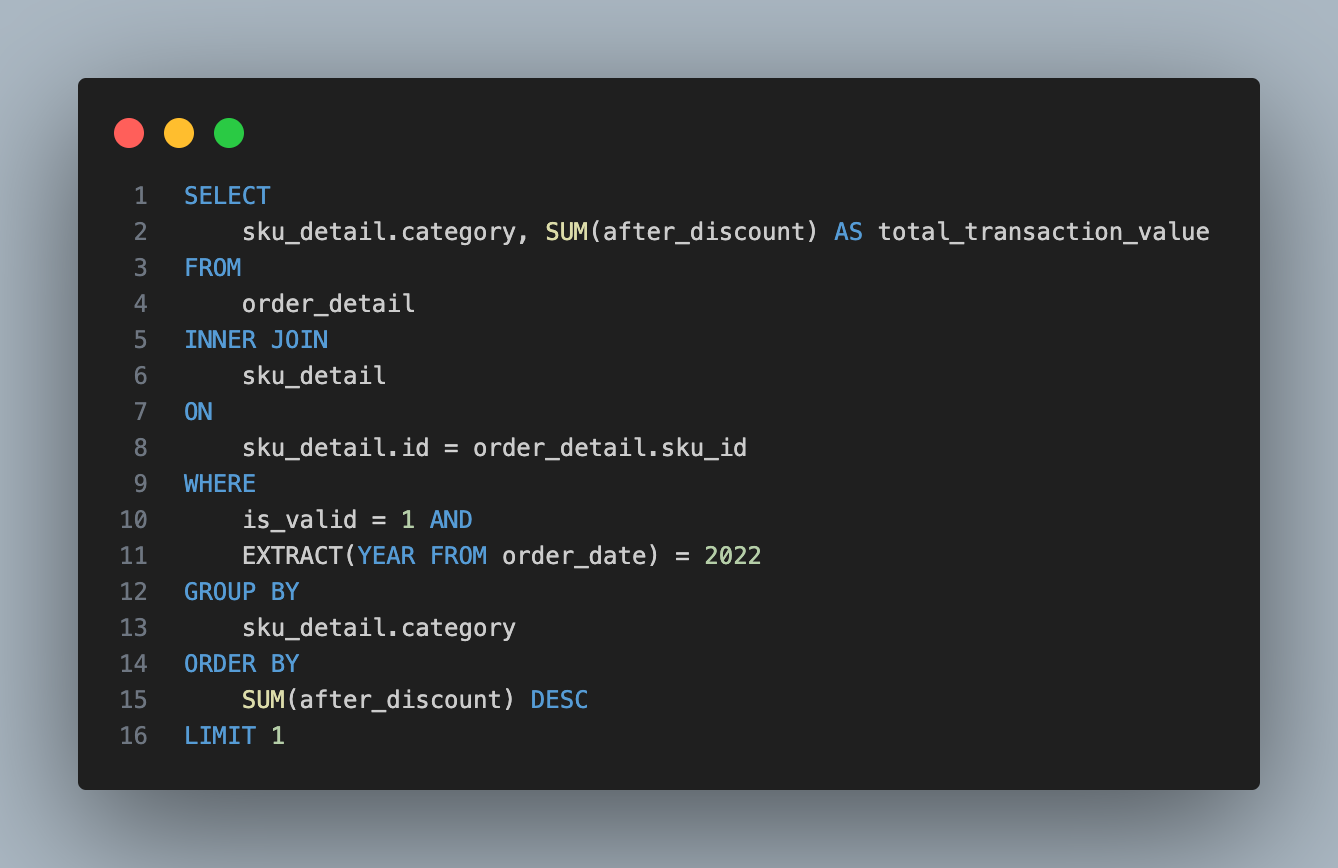 1 SELECT
2     sku_detail.category, SUM(after_discount) AS total_transaction_value
3 FROM
4     order_detail
5 INNER JOIN
6     sku_detail
7 ON
8     sku_detail.id = order_detail.sku_id
9 WHERE
10     is_valid = 1 AND
11     EXTRACT(YEAR FROM order_date) = 2022
12 GROUP BY
13     sku_detail.category
14 ORDER BY
15     SUM(after_discount) DESC
16 LIMIT 1